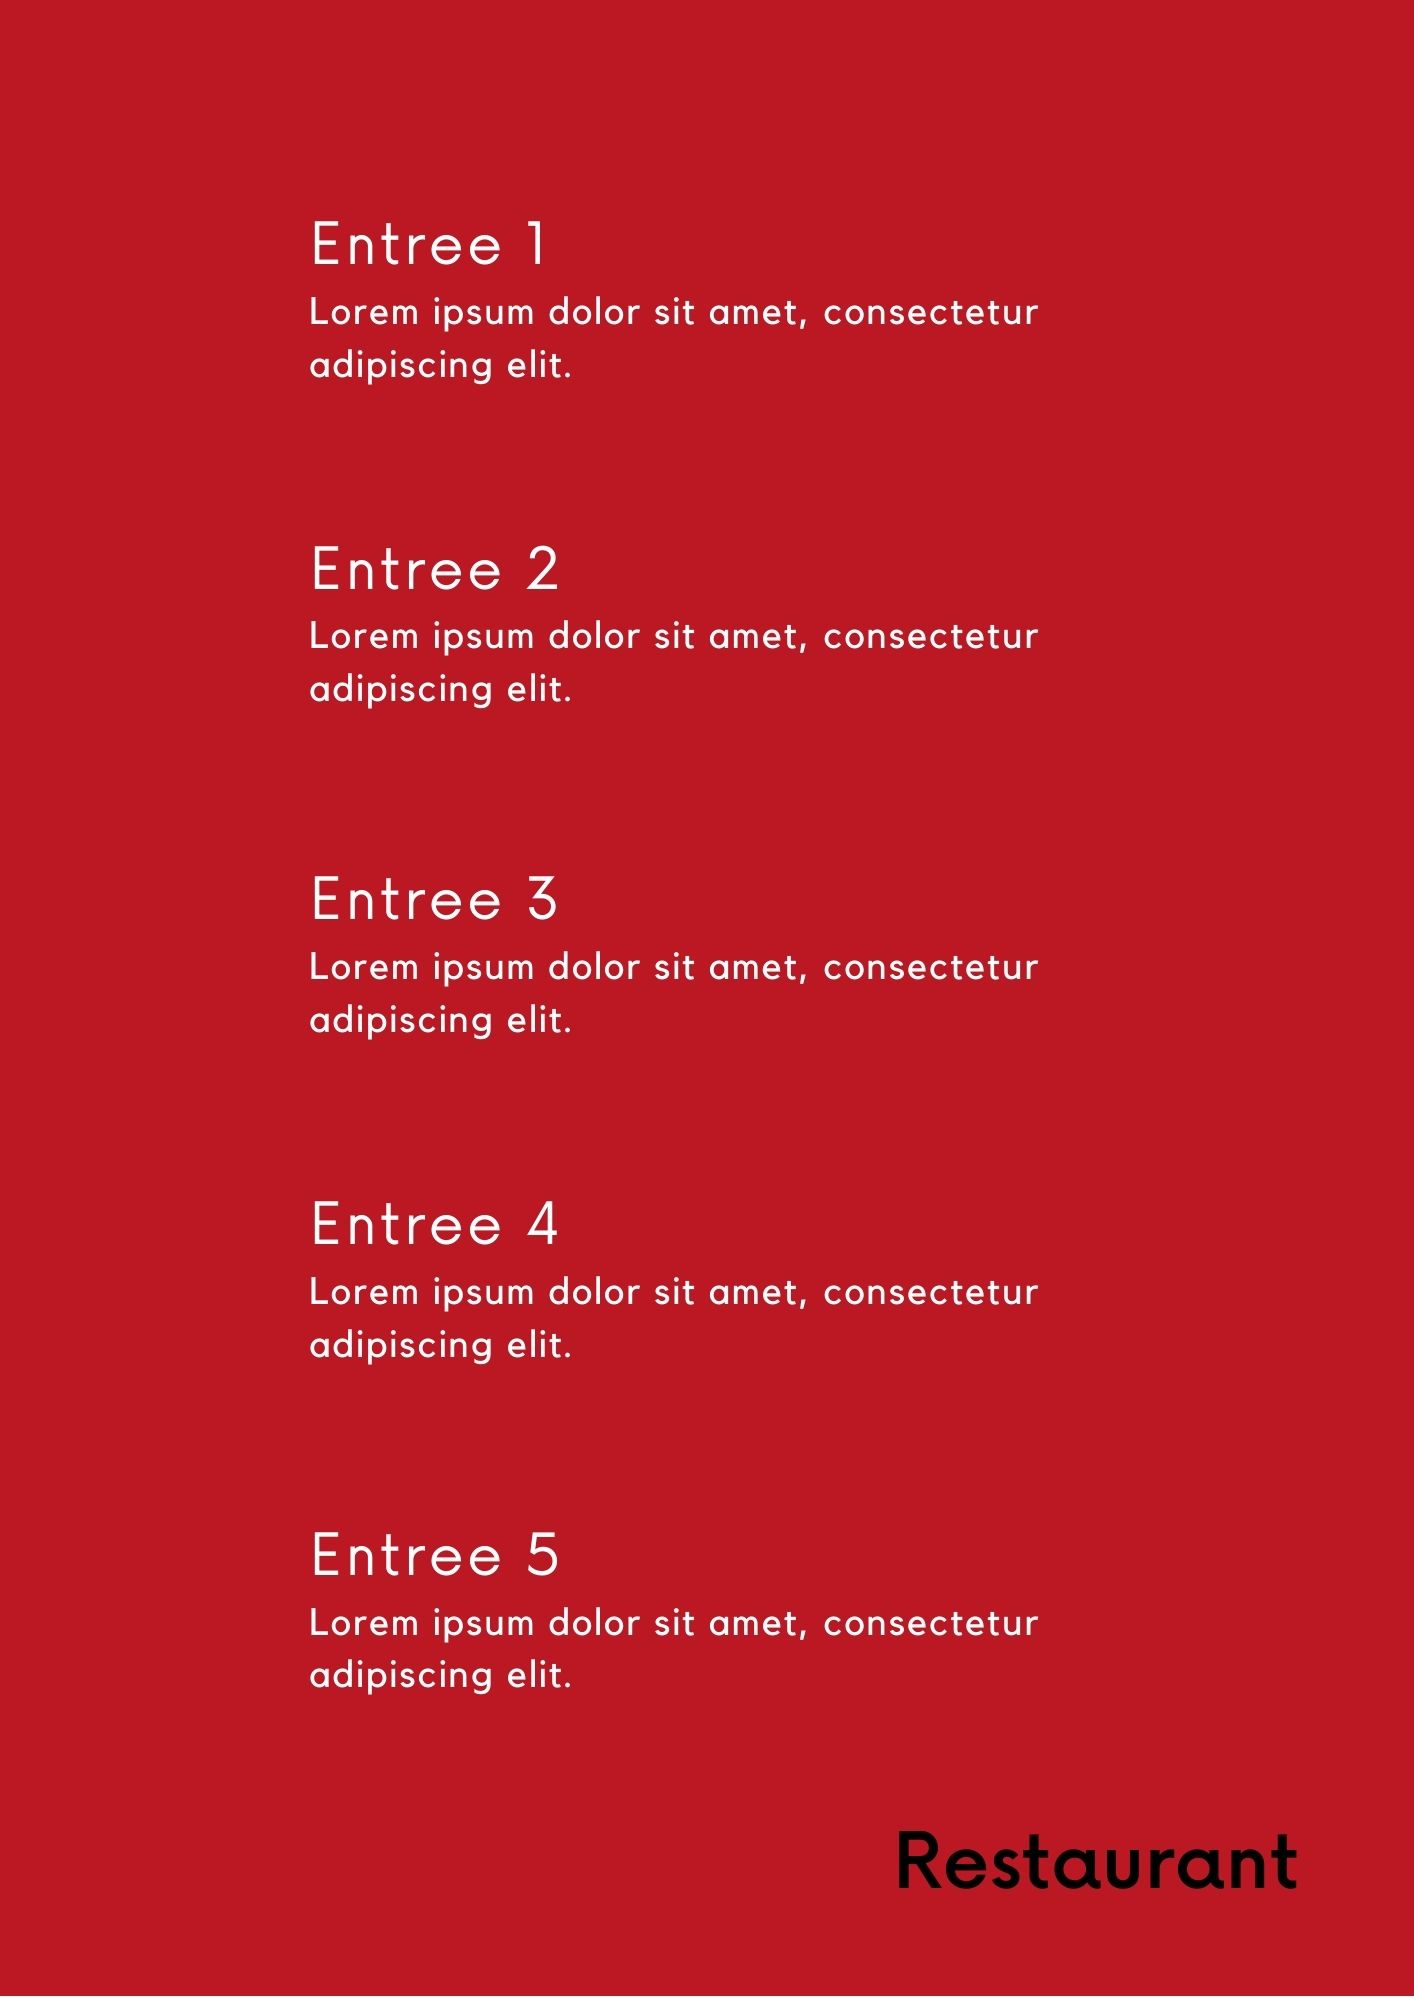 Entree 1
Lorem ipsum dolor sit amet, consectetur
adipiscing elit.
Entree 2
Lorem ipsum dolor sit amet, consectetur
adipiscing elit.
Entree 3
Lorem ipsum dolor sit amet, consectetur
adipiscing elit.
Entree 4
Lorem ipsum dolor sit amet, consectetur
adipiscing elit.
Entree 5
Lorem ipsum dolor sit amet, consectetur
adipiscing elit.
Restaurant